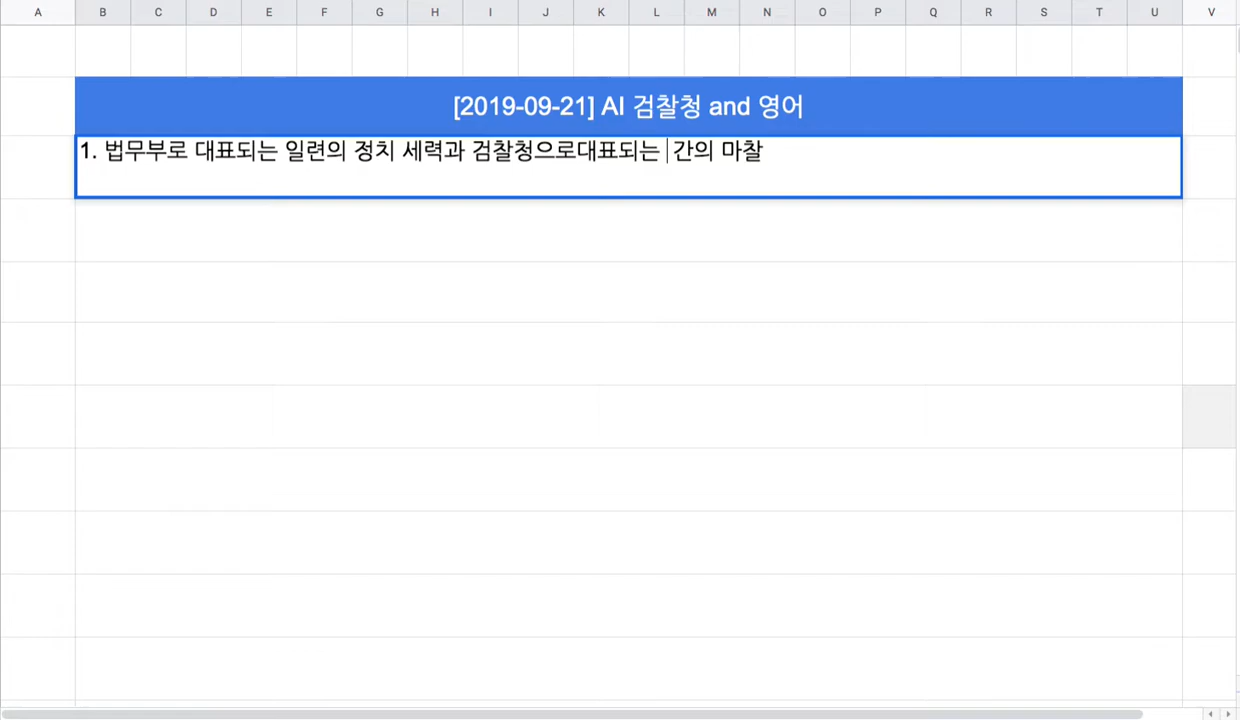 A B C D E F G H I J K L M N O P Q R S T U V
[2019-09-21] AI 검찰청 and 영어
1. 법무부로 대표되는 일련의 정치 세력과 검찰청으로대표되는 간의 마찰